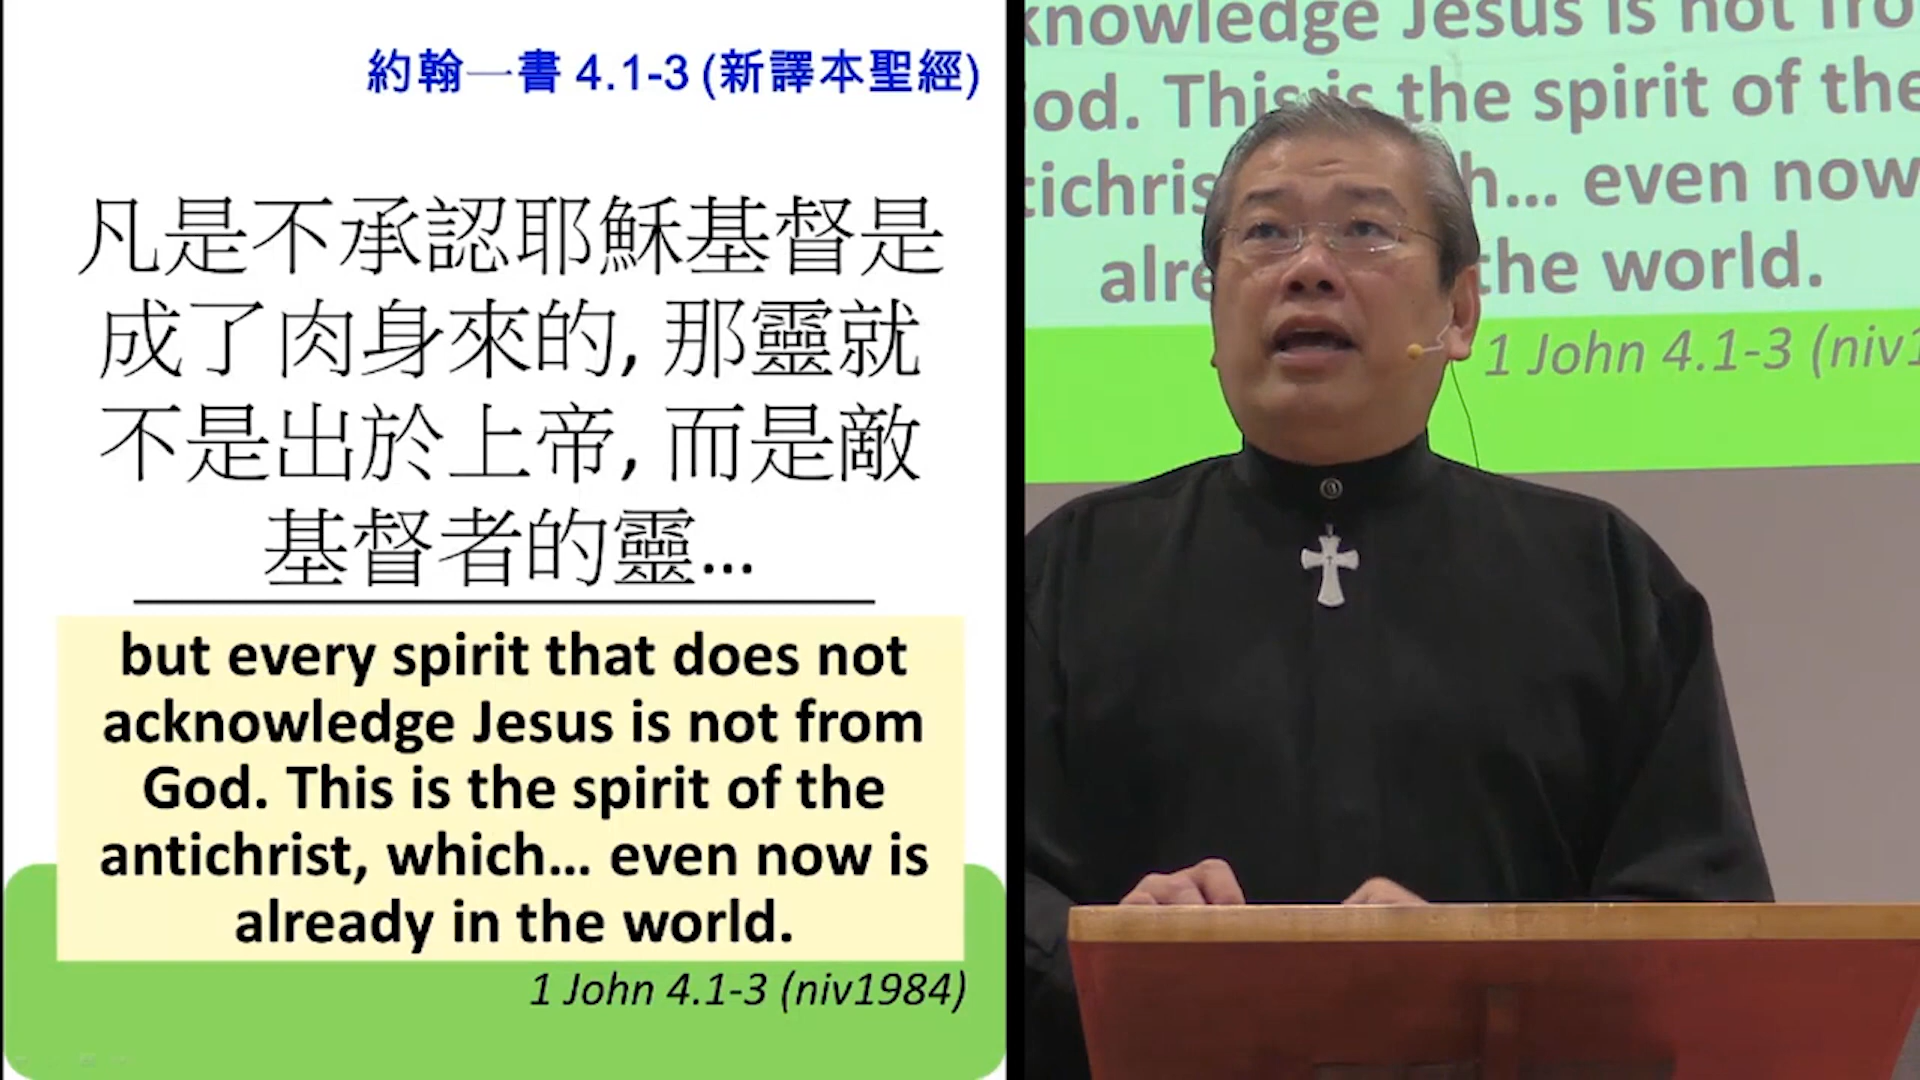 約翰一書 4.1-3 (新譯本聖經)
凡是不承認耶穌基督是
成了肉身來的, 那靈就
不是出於上帝, 而是敵
基督者的靈...
but every spirit that does not
acknowledge Jesus is not from
God. This is the spirit of the
antichrist, which... even now is
already in the world.
1 John 4.1-3 (niv1984)
knowledge Jesus is not fro
od. This is the spirit of the
tichris h... even now
alre the world.
1 John 4.1-3 (niv1